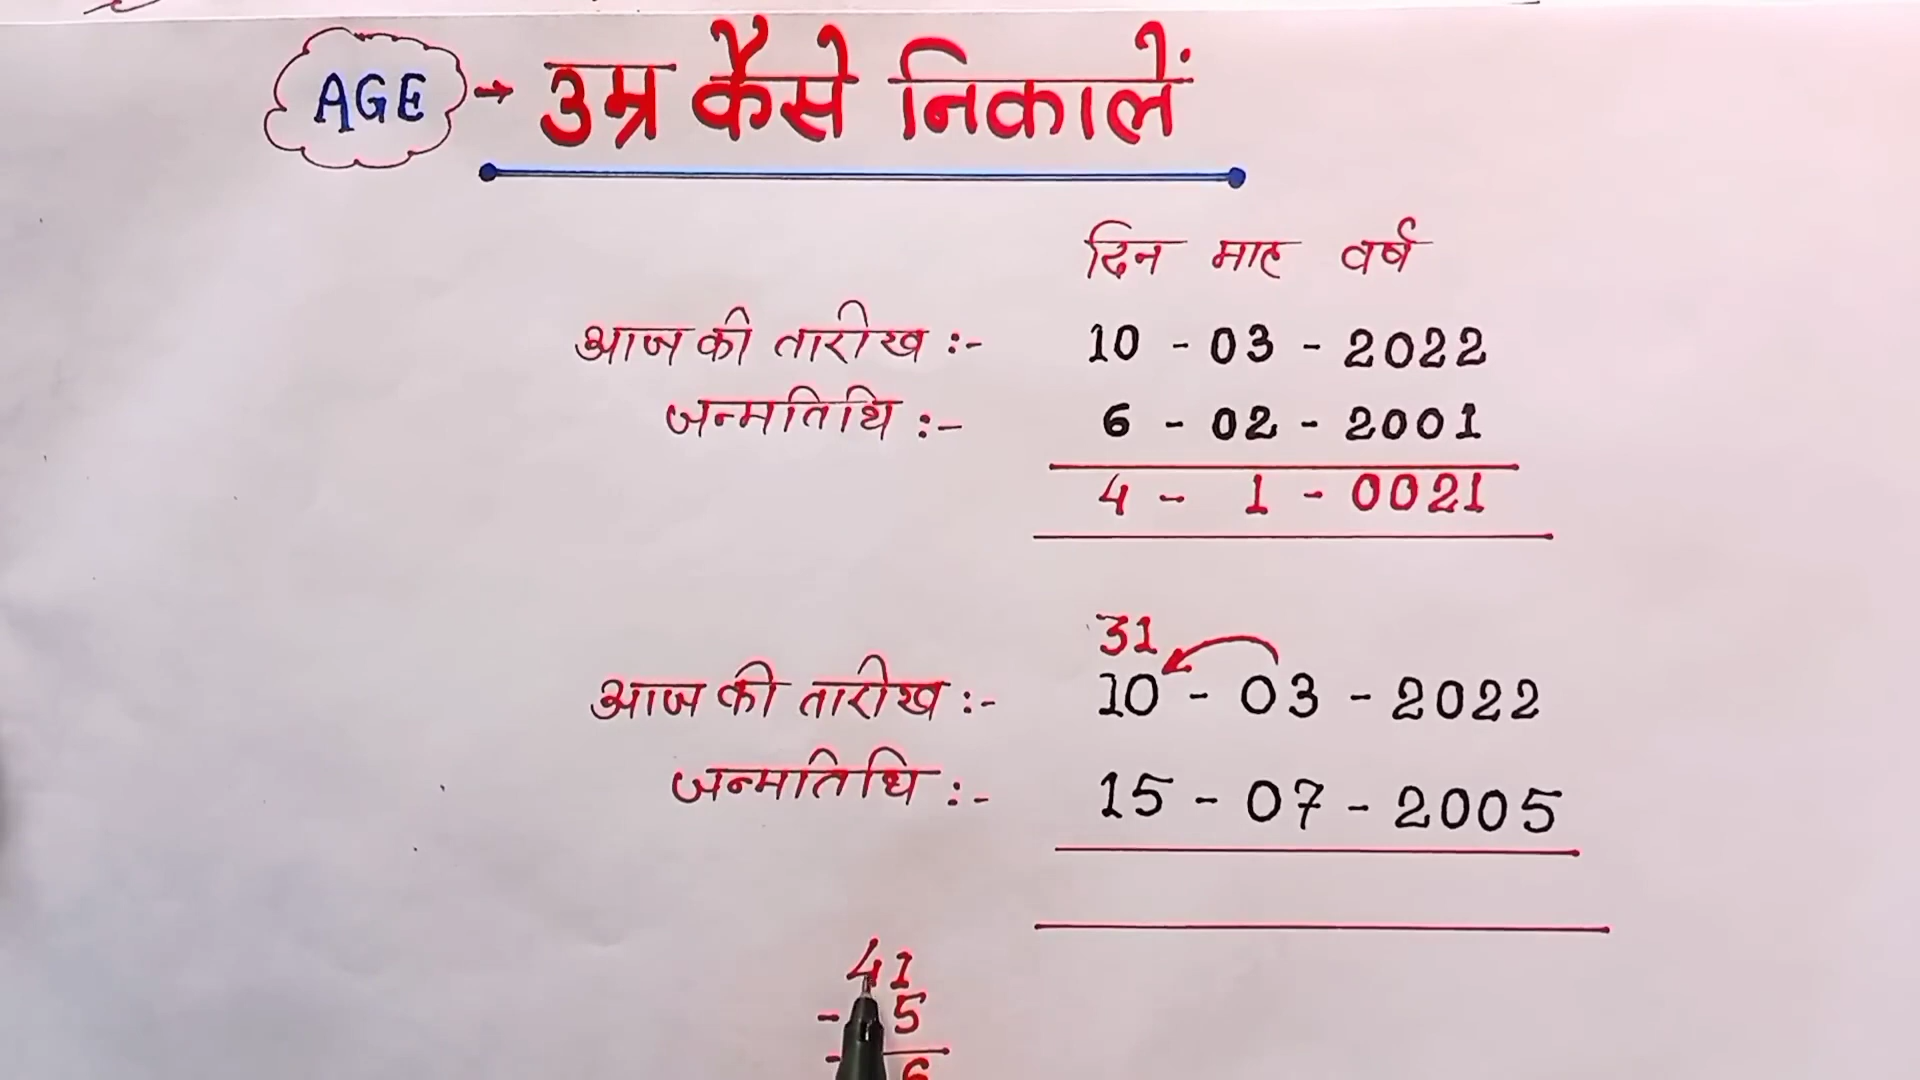 AGE → उम्र कैसे निकालें
दिन माह वर्ष
आज की तारीख :- 10 - 03 - 2022
जन्मतिथि :- 6 - 02 - 2001
4 - 1 - 0021
31
आज की तारीख :- 10 - 03 - 2022
जन्मतिथि :- 15 - 07 - 2005
41
- 5
6